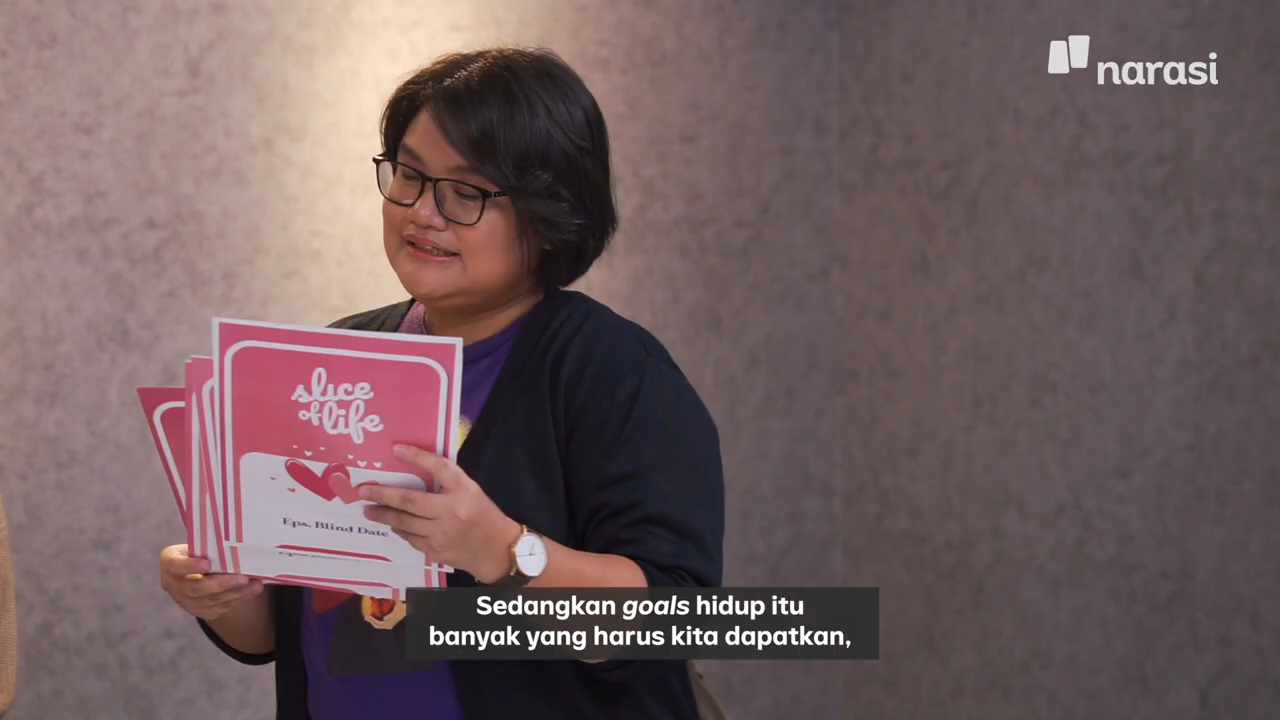 narasi
slice
of life
Eps. Blind Date
Sedangkan goals hidup itu
banyak yang harus kita dapatkan,